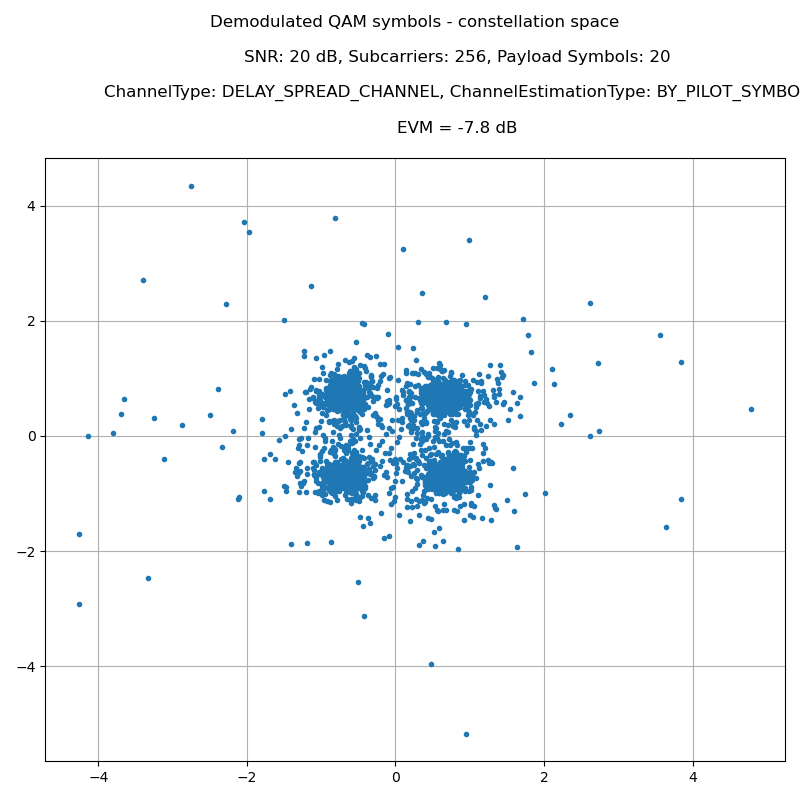 Demodulated QAM symbols - constellation space
SNR: 20 dB, Subcarriers: 256, Payload Symbols: 20
ChannelType: DELAY_SPREAD_CHANNEL, ChannelEstimationType: BY_PILOT_SYMBO
EVM = -7.8 dB
4
2
0
−2
−4
−4 −2 0 2 4